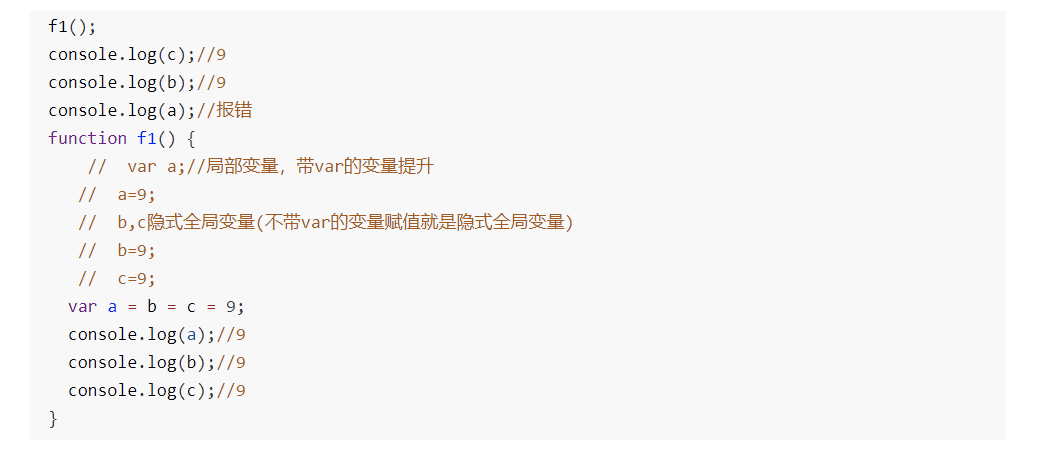 f1();
console.log(c);//9
console.log(b);//9
console.log(a);//报错
function f1() {
    //  var a;//局部变量，带var的变量提升
   //  a=9;
   //  b,c隐式全局变量(不带var的变量赋值就是隐式全局变量)
   //  b=9;
   //  c=9;
  var a = b = c = 9;
  console.log(a);//9
  console.log(b);//9
  console.log(c);//9
}